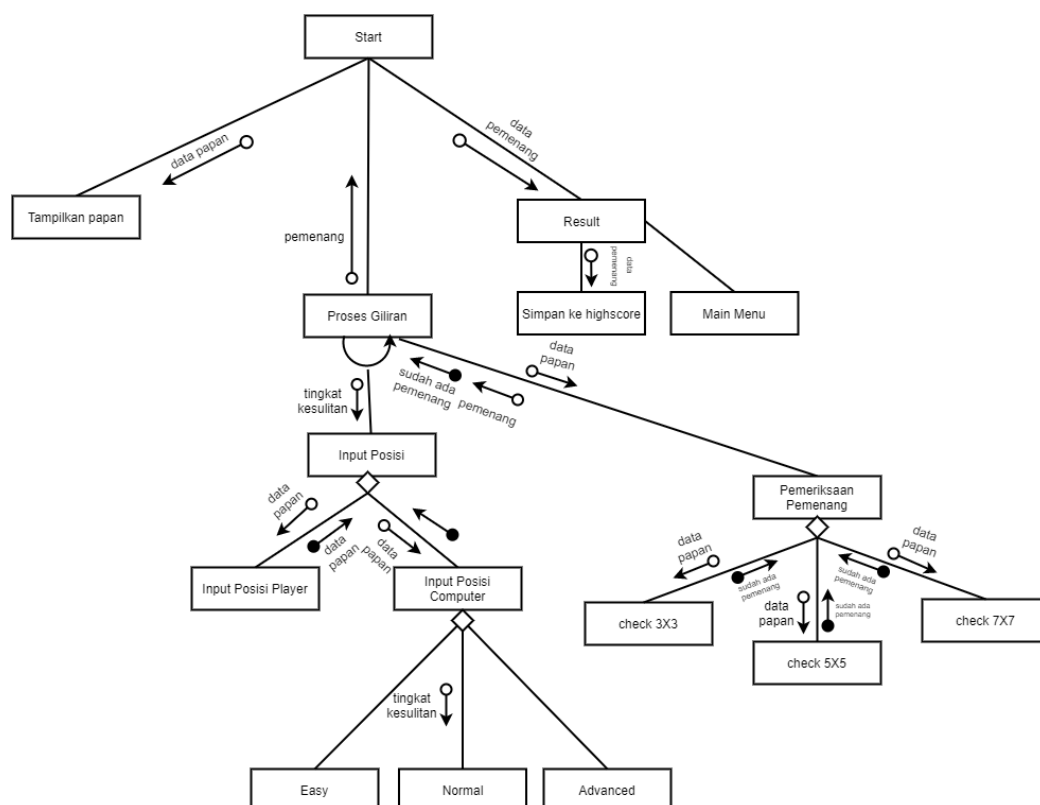 Start
data papan
data
pemenang
Tampilkan papan
pemenang
Result
data
pemenang
Proses Giliran
Simpan ke highscore
Main Menu
data
papan
sudah ada
pemenang
pemenang
tingkat
kesulitan
Input Posisi
Pemeriksaan
Pemenang
data
papan
data
papan
data
papan
data
papan
data
papan
sudah ada
pemenang
sudah ada
pemenang
Input Posisi Player
Input Posisi
Computer
data
papan
sudah ada
pemenang
check 3X3
check 7X7
check 5X5
tingkat
kesulitan
Easy
Normal
Advanced